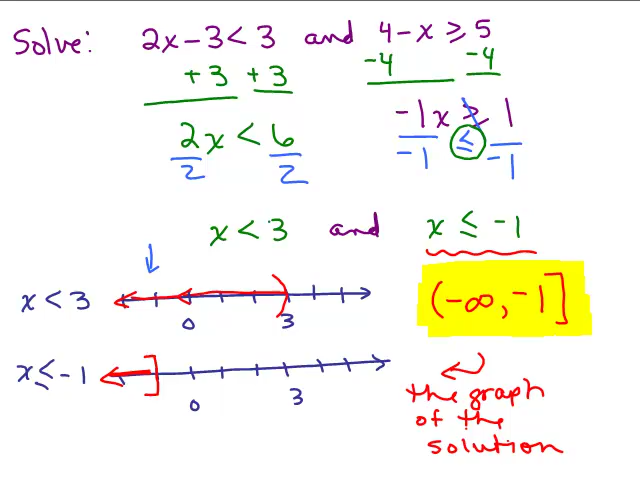 Solve: 2x - 3 < 3 and 4 - x ≥ 5
+3 +3 -4 -4
2x < 6 -1x ≥ 1
2 2 -1 ≤ -1
x < 3 and x ≤ -1
x < 3
0 3
(-∞, -1]
x ≤ -1
0 3
the graph
of the
solution